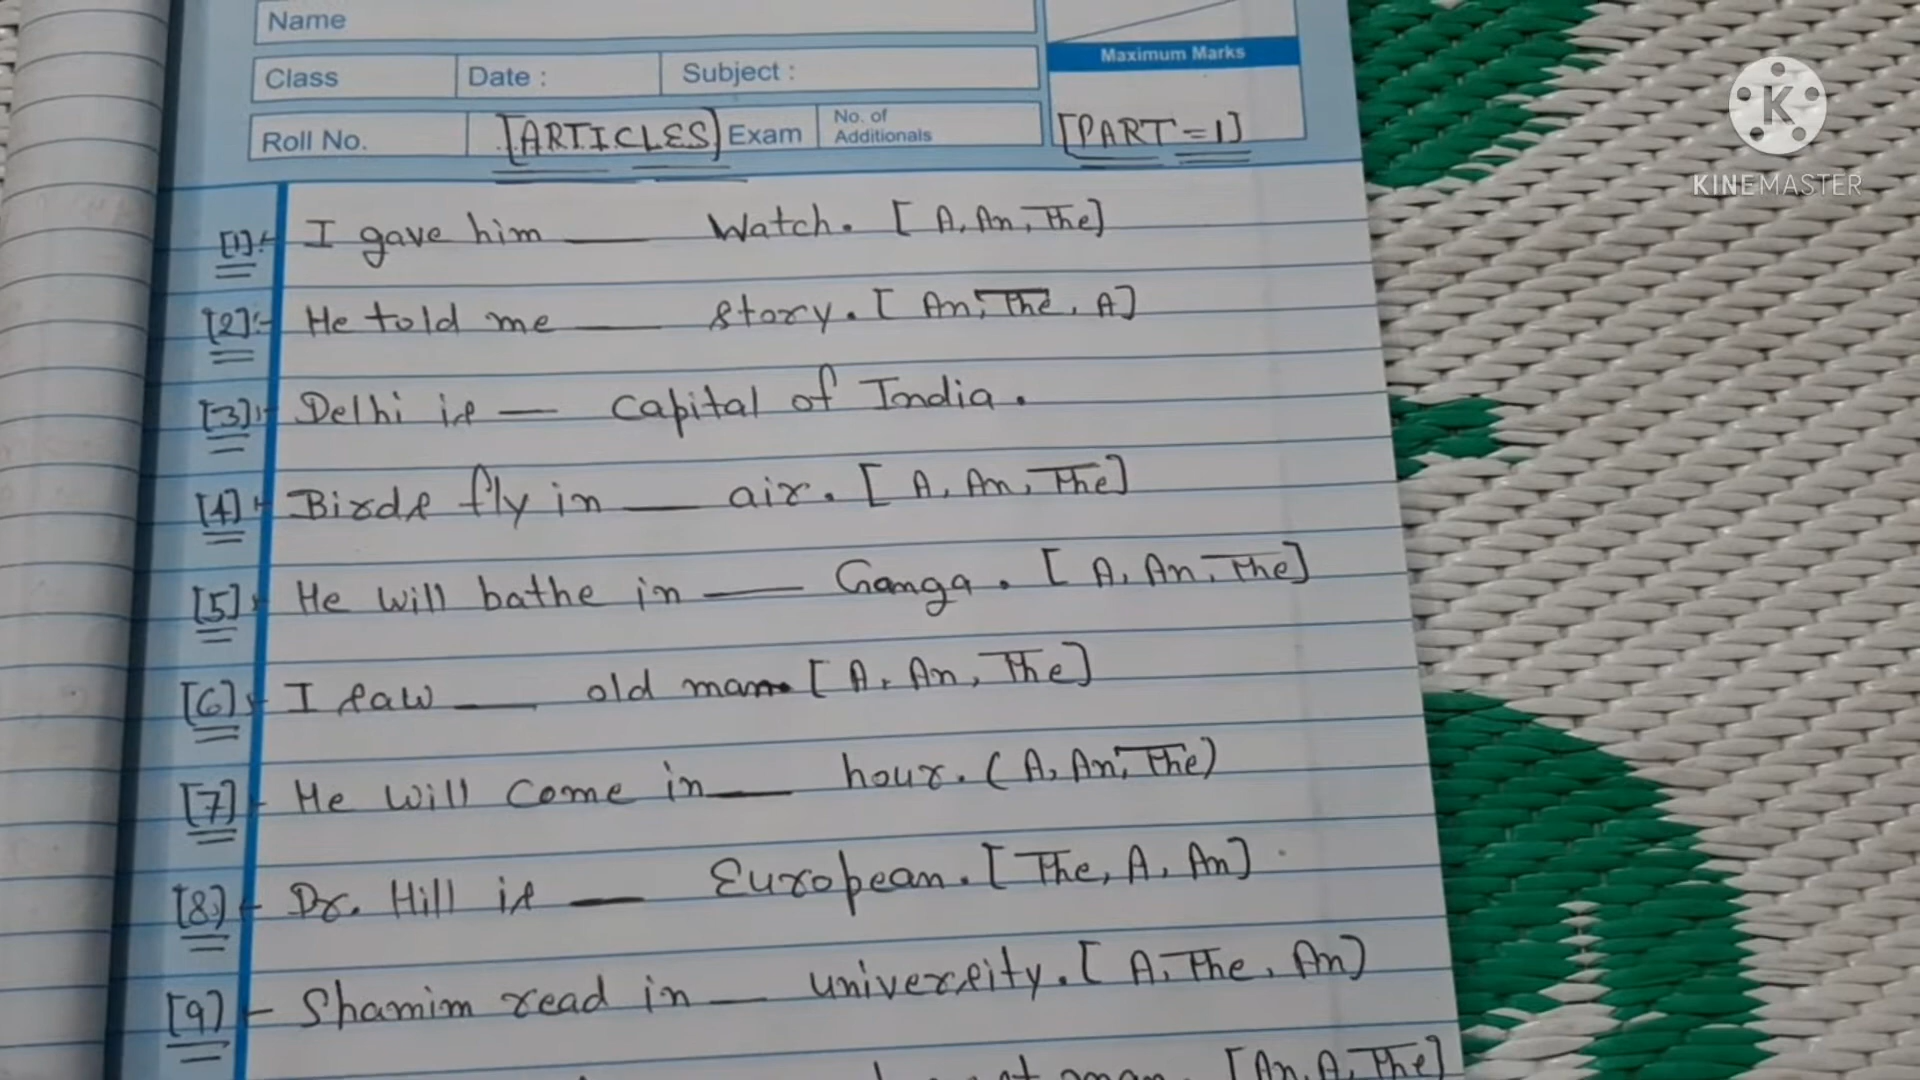 Name
Maximum Marks
Class Date : Subject :
Roll No. [ARTICLES] Exam No. of Additionals [PART=1]
KINEMASTER
[1]:- I gave him ___ Watch. [A, An, The]
[2]:- He told me ___ story. [An, The, A]
[3]:- Delhi is ___ capital of India.
[4]:- Birds fly in ___ air. [A, An, The]
[5]:- He will bathe in ___ Ganga. [A, An, The]
[6]:- I saw ___ old man. [A, An, The]
[7]:- He will come in ___ hour. (A, An, The)
[8]:- Dr. Hill is ___ European. [The, A, An]
[9]:- Shamim read in ___ university. [A, The, An]
man. [An, A, The]